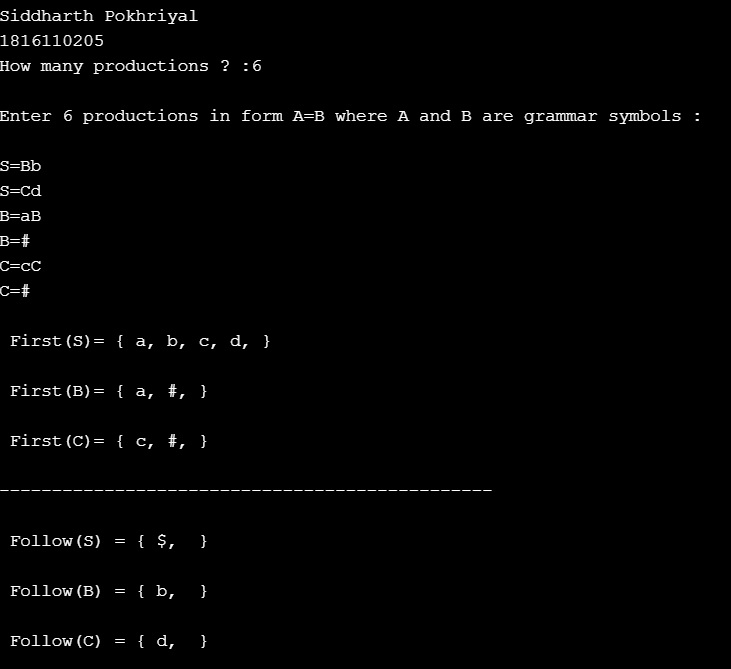 Siddharth Pokhriyal
1816110205
How many productions ? :6
Enter 6 productions in form A=B where A and B are grammar symbols :
S=Bb
S=Cd
B=aB
B=#
C=cC
C=#
First(S)= { a, b, c, d, }
First(B)= { a, #, }
First(C)= { c, #, }
-----------------------------------------------
Follow(S) = { $,  }
Follow(B) = { b,  }
Follow(C) = { d,  }